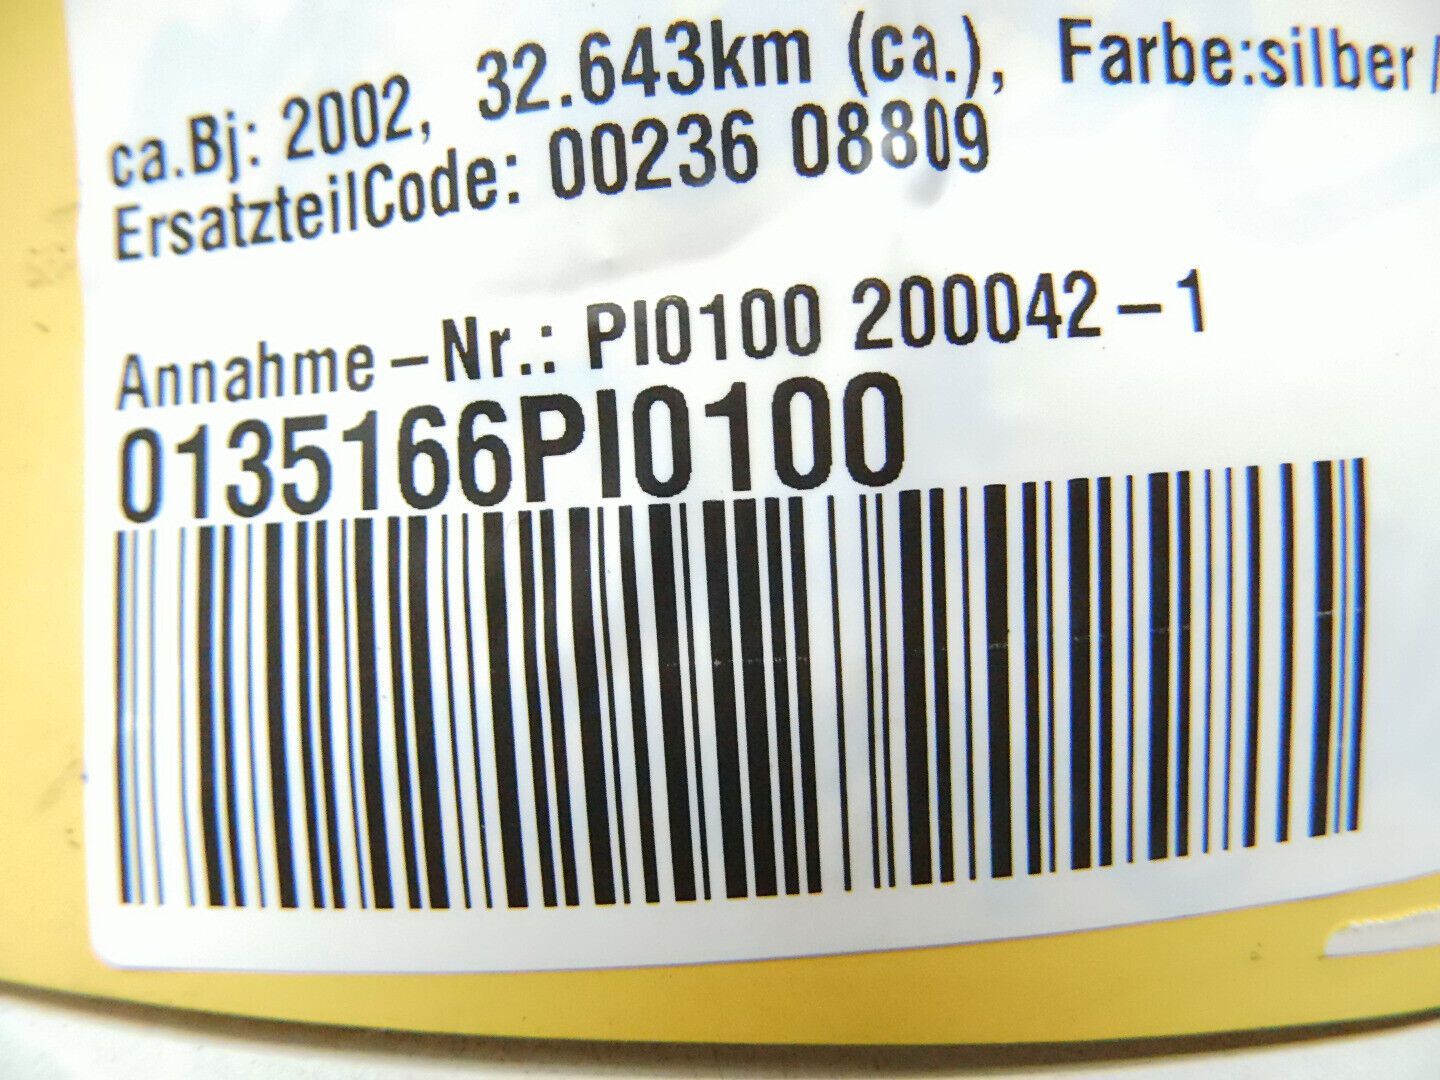 ca.Bj: 2002, 32.643km (ca.), Farbe:silber /
ErsatzteilCode: 00236 08809
Annahme-Nr.: PI0100 200042-1
0135166PI0100